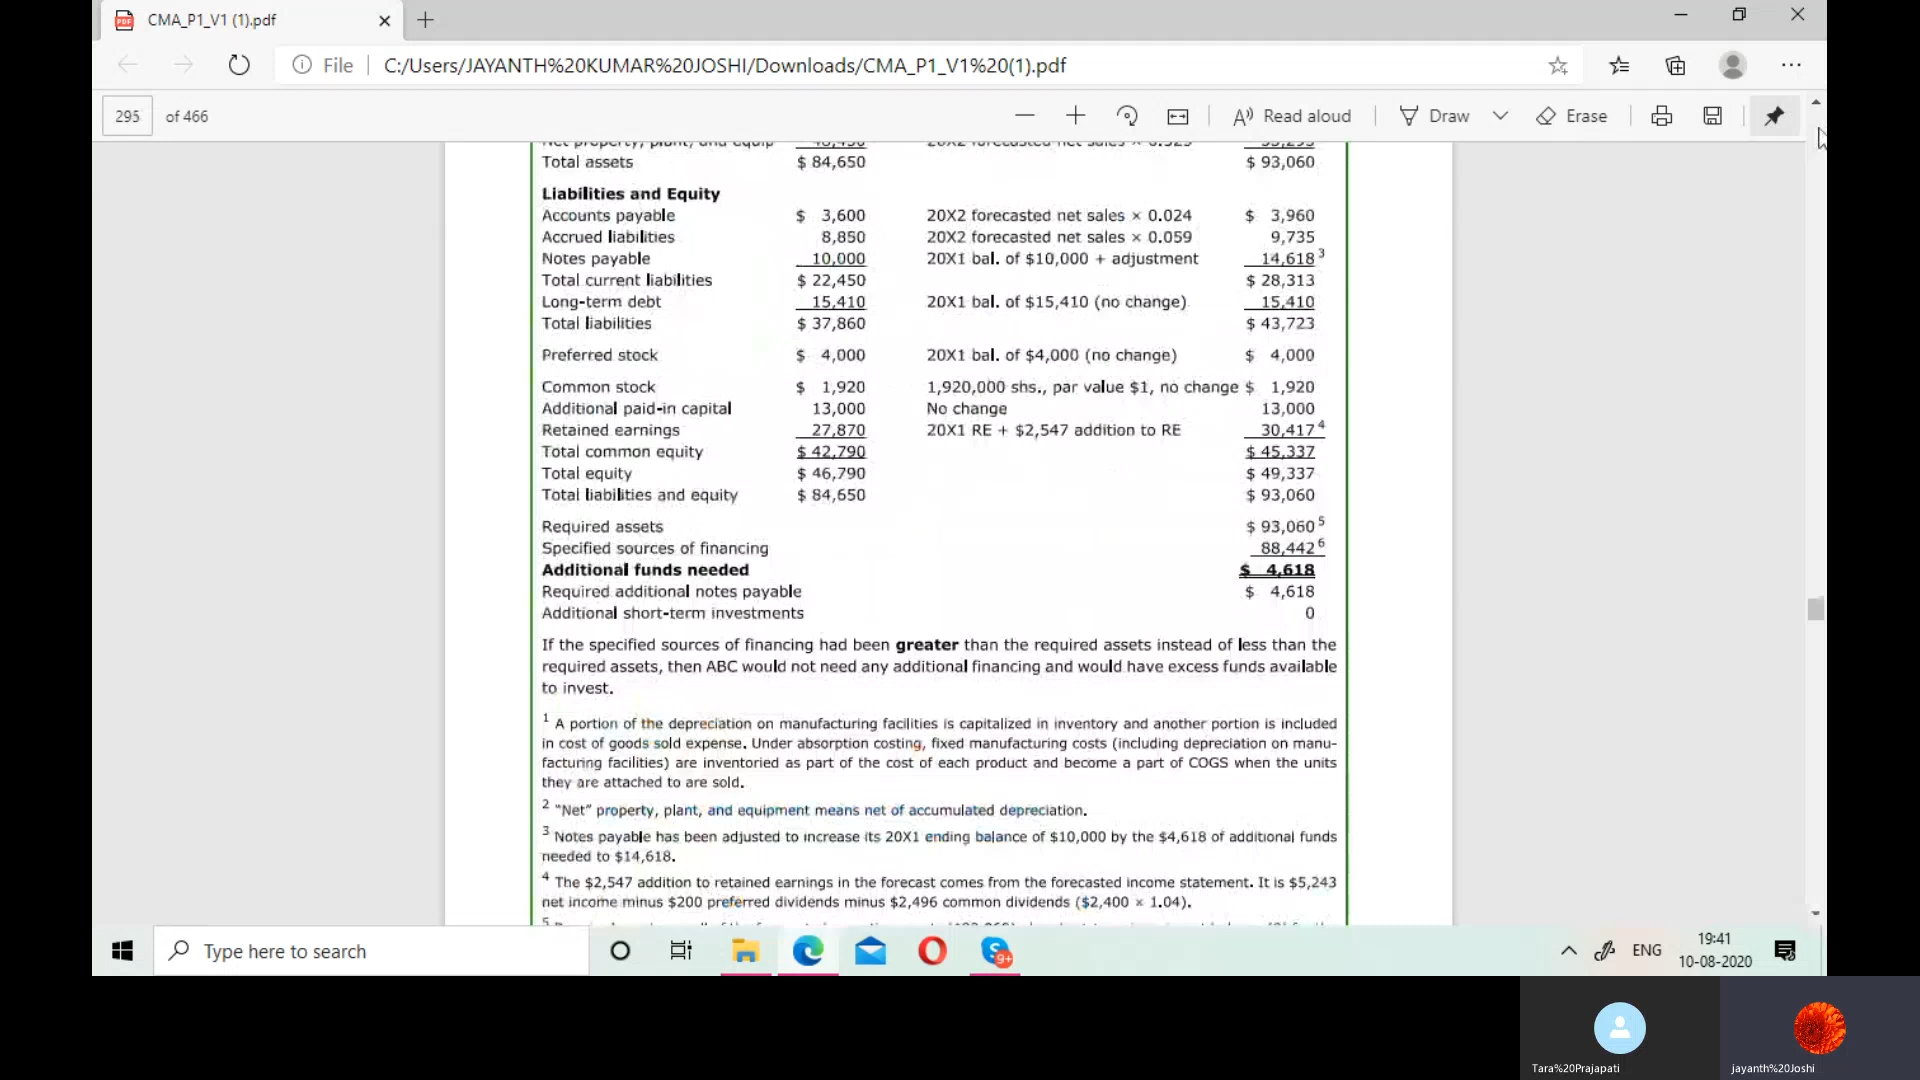 CMA_P1_V1 (1).pdf
File C:/Users/JAYANTH%20KUMAR%20JOSHI/Downloads/CMA_P1_V1%20(1).pdf
295 of 466 Read aloud Draw Erase
Net property, plant, and equip 20X2 forecasted net sales ×
Total assets $ 84,650 $ 93,060
Liabilities and Equity
Accounts payable $ 3,600 20X2 forecasted net sales × 0.024 $ 3,960
Accrued liabilities 8,850 20X2 forecasted net sales × 0.059 9,735
Notes payable 10,000 20X1 bal. of $10,000 + adjustment 14,618 3
Total current liabilities $ 22,450 $ 28,313
Long-term debt 15,410 20X1 bal. of $15,410 (no change) 15,410
Total liabilities $ 37,860 $ 43,723
Preferred stock $ 4,000 20X1 bal. of $4,000 (no change) $ 4,000
Common stock $ 1,920 1,920,000 shs., par value $1, no change $ 1,920
Additional paid-in capital 13,000 No change 13,000
Retained earnings 27,870 20X1 RE + $2,547 addition to RE 30,417 4
Total common equity $ 42,790 $ 45,337
Total equity $ 46,790 $ 49,337
Total liabilities and equity $ 84,650 $ 93,060
Required assets $ 93,060 5
Specified sources of financing 88,442 6
Additional funds needed $ 4,618
Required additional notes payable $ 4,618
Additional short-term investments 0
If the specified sources of financing had been greater than the required assets instead of less than the
required assets, then ABC would not need any additional financing and would have excess funds available
to invest.
1 A portion of the depreciation on manufacturing facilities is capitalized in inventory and another portion is included
in cost of goods sold expense. Under absorption costing, fixed manufacturing costs (including depreciation on manu-
facturing facilities) are inventoried as part of the cost of each product and become a part of COGS when the units
they are attached to are sold.
2 "Net" property, plant, and equipment means net of accumulated depreciation.
3 Notes payable has been adjusted to increase its 20X1 ending balance of $10,000 by the $4,618 of additional funds
needed to $14,618.
4 The $2,547 addition to retained earnings in the forecast comes from the forecasted income statement. It is $5,243
net income minus $200 preferred dividends minus $2,496 common dividends ($2,400 × 1.04).
Type here to search
9+
ENG
19:41
10-08-2020
Tara%20Prajapati jayanth%20Joshi